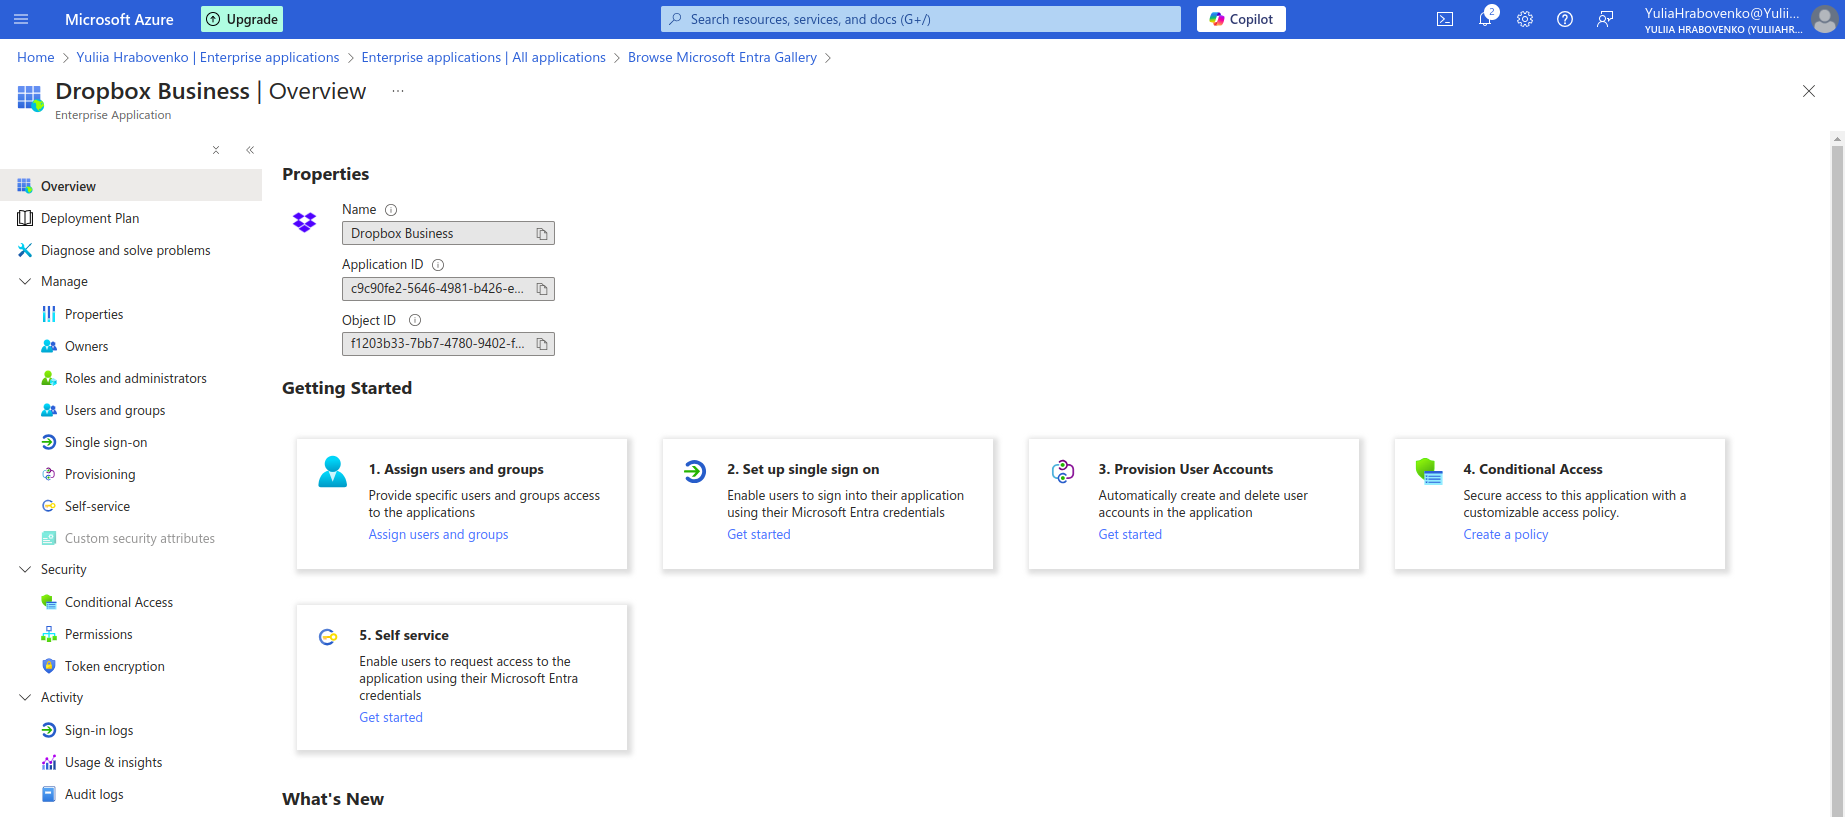 Microsoft Azure
Upgrade
Search resources, services, and docs (G+/)
Copilot
2
YuliaHrabovenko@Yulii...
YULIIA HRABOVENKO (YULIIAHR...
Home > Yuliia Hrabovenko | Enterprise applications > Enterprise applications | All applications > Browse Microsoft Entra Gallery >
Dropbox Business | Overview ...
Enterprise Application
Overview
Deployment Plan
Diagnose and solve problems
Manage
Properties
Owners
Roles and administrators
Users and groups
Single sign-on
Provisioning
Self-service
Custom security attributes
Security
Conditional Access
Permissions
Token encryption
Activity
Sign-in logs
Usage & insights
Audit logs
Properties
Name
Dropbox Business
Application ID
c9c90fe2-5646-4981-b426-e...
Object ID
f1203b33-7bb7-4780-9402-f...
Getting Started
1. Assign users and groups
Provide specific users and groups access
to the applications
Assign users and groups
2. Set up single sign on
Enable users to sign into their application
using their Microsoft Entra credentials
Get started
3. Provision User Accounts
Automatically create and delete user
accounts in the application
Get started
4. Conditional Access
Secure access to this application with a
customizable access policy.
Create a policy
5. Self service
Enable users to request access to the
application using their Microsoft Entra
credentials
Get started
What's New